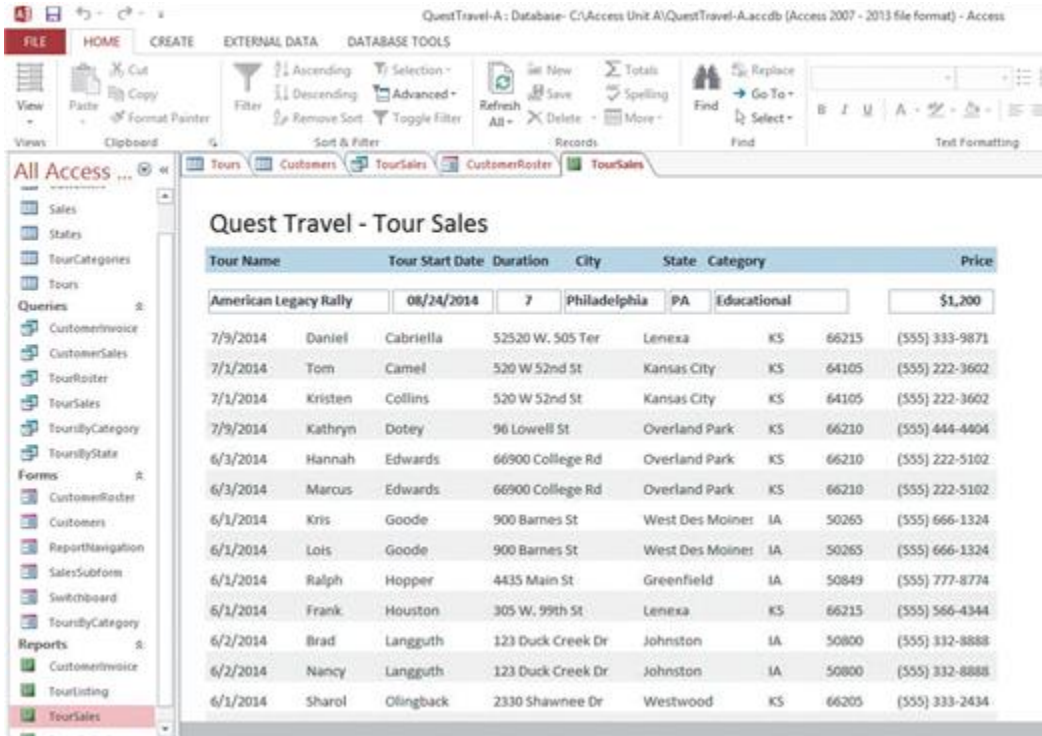 QuestTravel-A : Database- C:\Access Unit A\QuestTravel-A.accdb (Access 2007 - 2013 file format) - Access
FILE HOME CREATE EXTERNAL DATA DATABASE TOOLS
View Paste Cut Copy Format Painter
Filter Ascending Descending Remove Sort Selection Advanced Toggle Filter
Refresh All New Save Delete Totals Spelling More
Find Replace Go To Select
B I U A
Views Clipboard Sort & Filter Records Find Text Formatting
All Access ...
Sales
States
TourCategories
Tours
Queries
CustomerInvoice
CustomerSales
TourRoster
TourSales
ToursByCategory
ToursByState
Forms
CustomerRoster
Customers
ReportNavigation
SalesSubform
Switchboard
ToursByCategory
Reports
CustomerInvoice
TourListing
TourSales
Tours Customers TourSales CustomerRoster TourSales
Quest Travel - Tour Sales
Tour Name Tour Start Date Duration City State Category Price
American Legacy Rally 08/24/2014 7 Philadelphia PA Educational $1,200
7/9/2014 Daniel Cabriella 52520 W. 505 Ter Lenexa KS 66215 (555) 333-9871
7/1/2014 Tom Camel 520 W 52nd St Kansas City KS 64105 (555) 222-3602
7/1/2014 Kristen Collins 520 W 52nd St Kansas City KS 64105 (555) 222-3602
7/9/2014 Kathryn Dotey 96 Lowell St Overland Park KS 66210 (555) 444-4404
6/3/2014 Hannah Edwards 66900 College Rd Overland Park KS 66210 (555) 222-5102
6/3/2014 Marcus Edwards 66900 College Rd Overland Park KS 66210 (555) 222-5102
6/1/2014 Kris Goode 900 Barnes St West Des Moines IA 50265 (555) 666-1324
6/1/2014 Lois Goode 900 Barnes St West Des Moines IA 50265 (555) 666-1324
6/1/2014 Ralph Hopper 4435 Main St Greenfield IA 50849 (555) 777-8774
6/1/2014 Frank Houston 305 W. 99th St Lenexa KS 66215 (555) 566-4344
6/2/2014 Brad Langguth 123 Duck Creek Dr Johnston IA 50800 (555) 332-8888
6/2/2014 Nancy Langguth 123 Duck Creek Dr Johnston IA 50800 (555) 332-8888
6/1/2014 Sharol Olingback 2330 Shawnee Dr Westwood KS 66205 (555) 333-2434